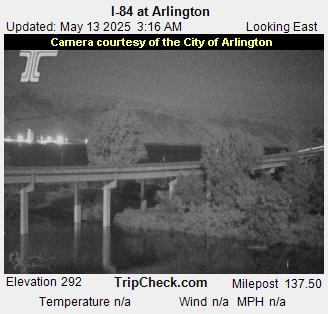 I-84 at Arlington
Updated: May 13 2025 3:16 AM Looking East
Camera courtesy of the City of Arlington
Elevation 292 TripCheck.com Milepost 137.50
Temperature n/a Wind n/a MPH n/a